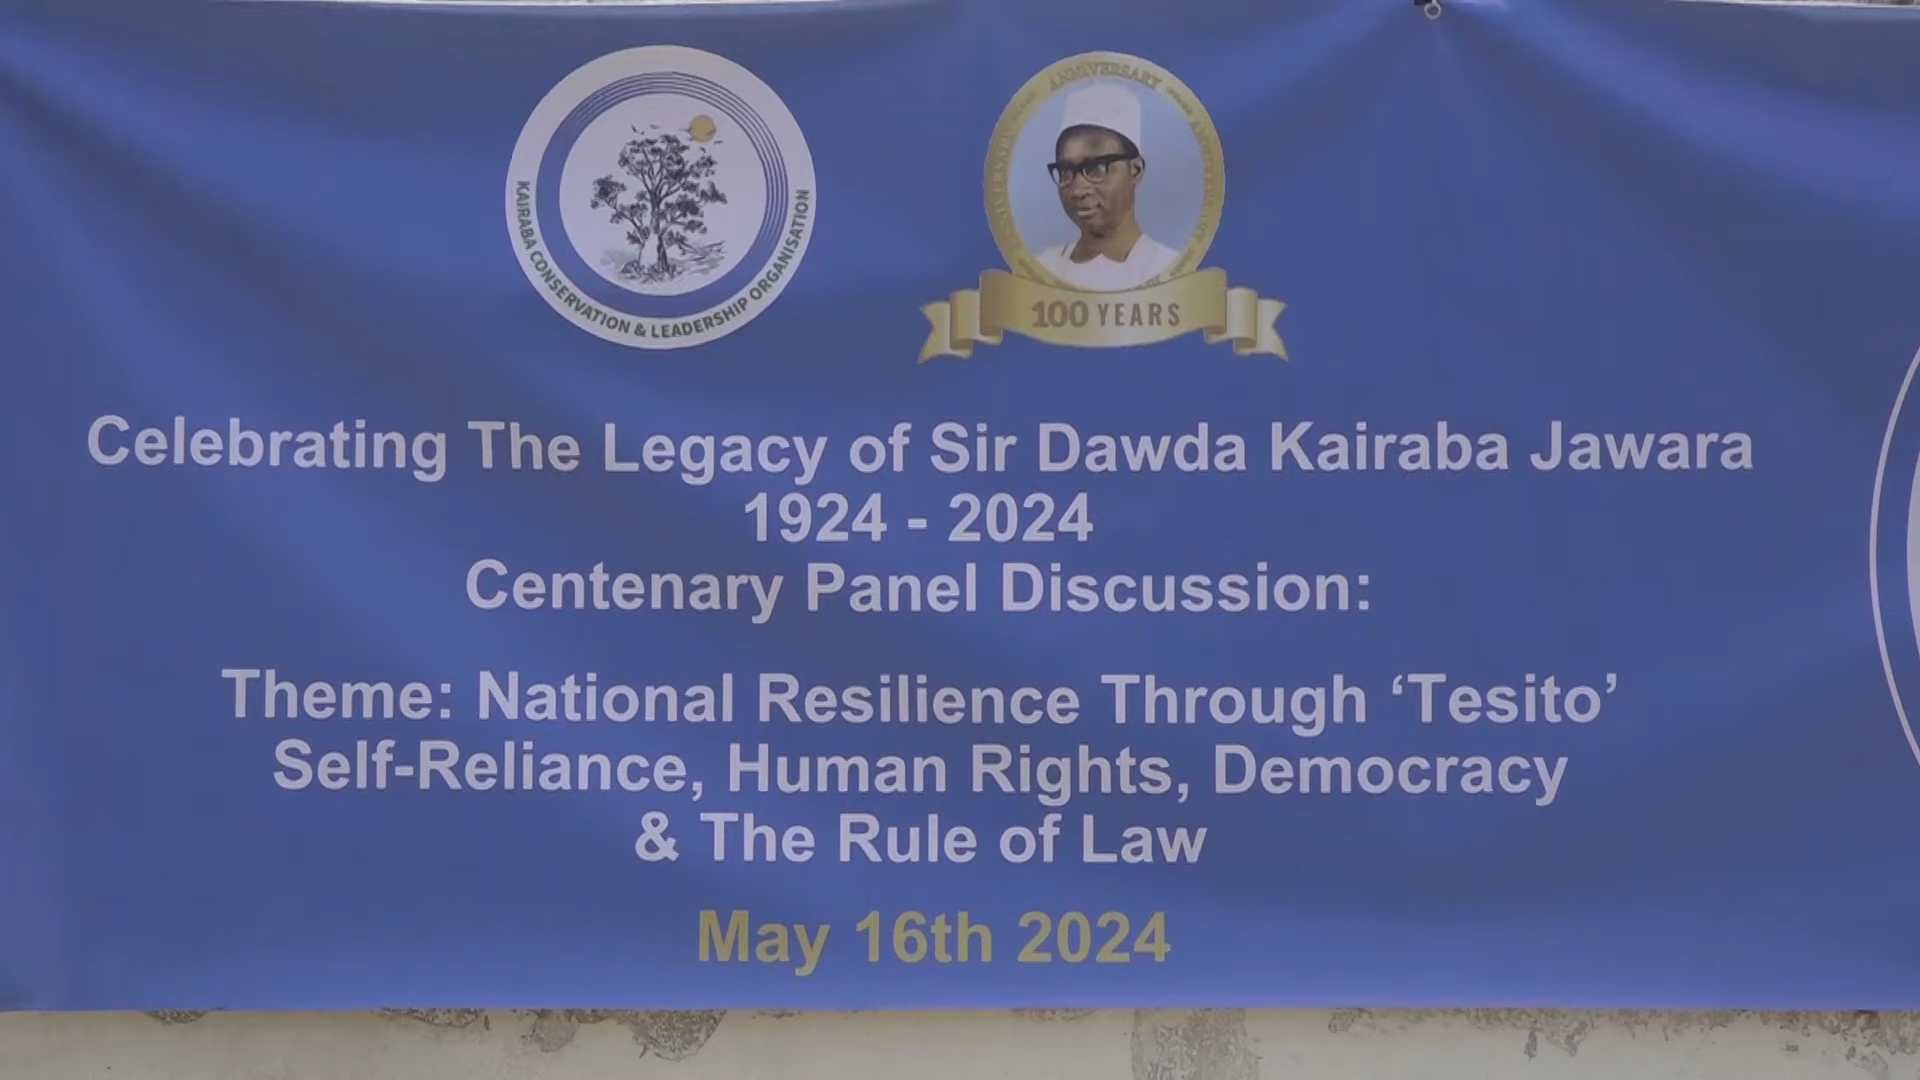 KAIRABA CONSERVATION & LEADERSHIP ORGANISATION
ANNIVERSARY
100 YEARS
Celebrating The Legacy of Sir Dawda Kairaba Jawara
1924 - 2024
Centenary Panel Discussion:
Theme: National Resilience Through ‘Tesito’
Self-Reliance, Human Rights, Democracy
& The Rule of Law
May 16th 2024